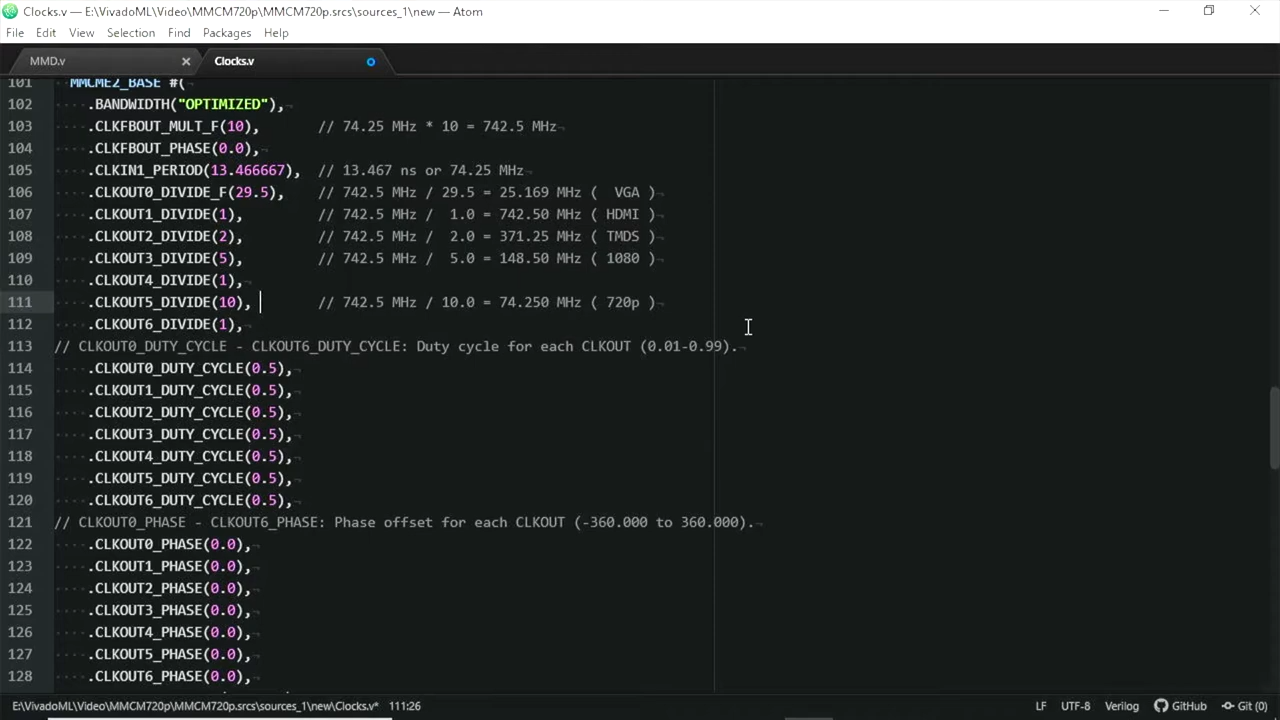 Clocks.v — E:\VivadoML\Video\MMCM720p\MMCM720p.srcs\sources_1\new — Atom
File Edit View Selection Find Packages Help
MMD.v Clocks.v
101 MMCME2_BASE #(
102 .BANDWIDTH("OPTIMIZED"),
103 .CLKFBOUT_MULT_F(10), // 74.25 MHz * 10 = 742.5 MHz
104 .CLKFBOUT_PHASE(0.0),
105 .CLKIN1_PERIOD(13.466667), // 13.467 ns or 74.25 MHz
106 .CLKOUT0_DIVIDE_F(29.5), // 742.5 MHz / 29.5 = 25.169 MHz ( VGA )
107 .CLKOUT1_DIVIDE(1), // 742.5 MHz / 1.0 = 742.50 MHz ( HDMI )
108 .CLKOUT2_DIVIDE(2), // 742.5 MHz / 2.0 = 371.25 MHz ( TMDS )
109 .CLKOUT3_DIVIDE(5), // 742.5 MHz / 5.0 = 148.50 MHz ( 1080 )
110 .CLKOUT4_DIVIDE(1),
111 .CLKOUT5_DIVIDE(10), // 742.5 MHz / 10.0 = 74.250 MHz ( 720p )
112 .CLKOUT6_DIVIDE(1),
113 // CLKOUT0_DUTY_CYCLE - CLKOUT6_DUTY_CYCLE: Duty cycle for each CLKOUT (0.01-0.99).
114 .CLKOUT0_DUTY_CYCLE(0.5),
115 .CLKOUT1_DUTY_CYCLE(0.5),
116 .CLKOUT2_DUTY_CYCLE(0.5),
117 .CLKOUT3_DUTY_CYCLE(0.5),
118 .CLKOUT4_DUTY_CYCLE(0.5),
119 .CLKOUT5_DUTY_CYCLE(0.5),
120 .CLKOUT6_DUTY_CYCLE(0.5),
121 // CLKOUT0_PHASE - CLKOUT6_PHASE: Phase offset for each CLKOUT (-360.000 to 360.000).
122 .CLKOUT0_PHASE(0.0),
123 .CLKOUT1_PHASE(0.0),
124 .CLKOUT2_PHASE(0.0),
125 .CLKOUT3_PHASE(0.0),
126 .CLKOUT4_PHASE(0.0),
127 .CLKOUT5_PHASE(0.0),
128 .CLKOUT6_PHASE(0.0),
E:\VivadoML\Video\MMCM720p\MMCM720p.srcs\sources_1\new\Clocks.v* 111:26 LF UTF-8 Verilog GitHub Git (0)